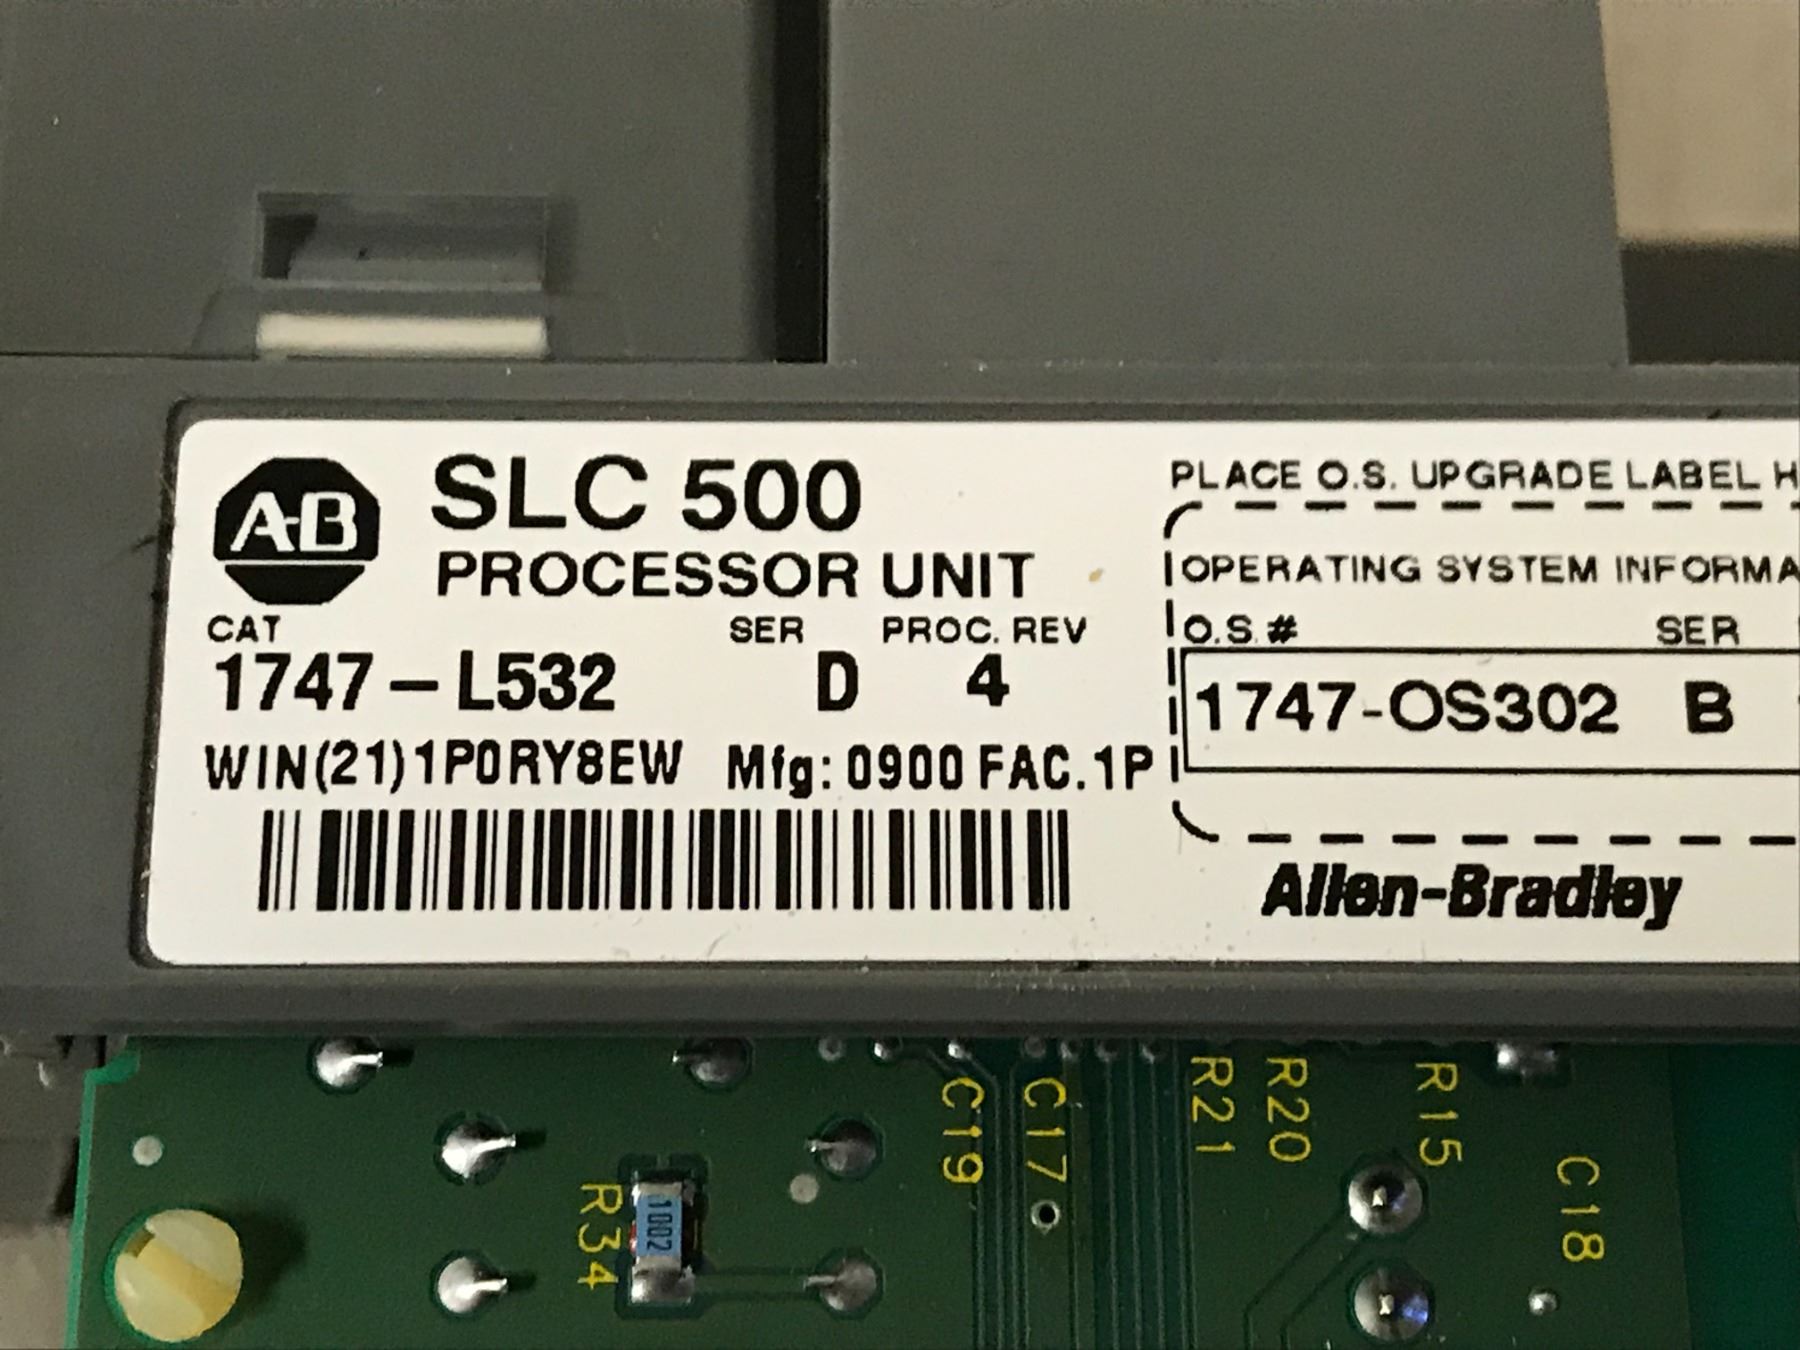 A-B
SLC 500
PROCESSOR UNIT
CAT SER PROC. REV
1747-L532 D 4
WIN(21)1P0RY8EW Mfg: 0900 FAC.1P
PLACE O.S. UPGRADE LABEL H
OPERATING SYSTEM INFORMA
O.S.# SER
1747-OS302 B
Allen-Bradley
C19
C17
R21
R20
R15
C18
R34
1002